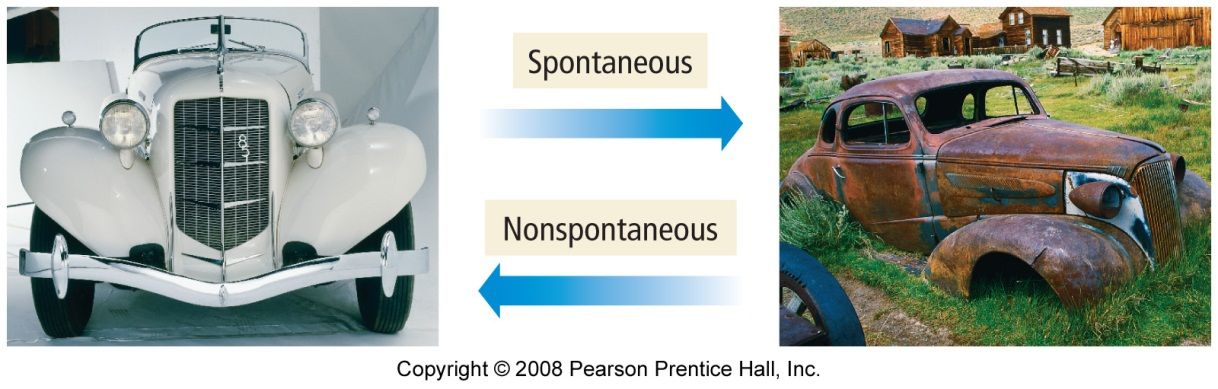 Spontaneous
Nonspontaneous
Copyright © 2008 Pearson Prentice Hall, Inc.